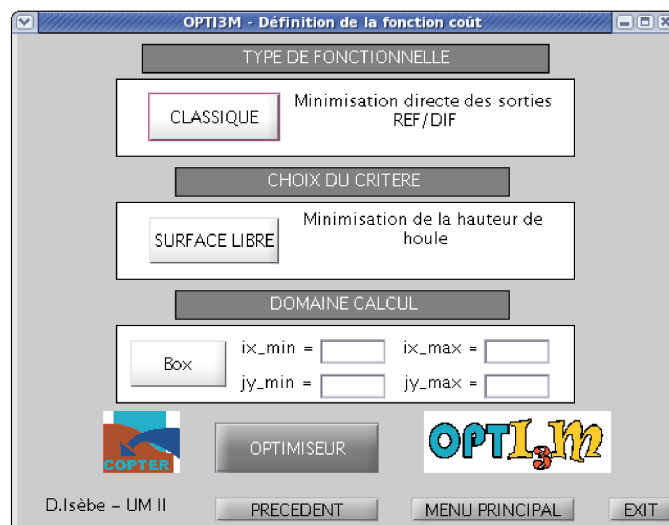 OPTI3M - Définition de la fonction coût
TYPE DE FONCTIONNELLE
CLASSIQUE
Minimisation directe des sorties
REF/DIF
CHOIX DU CRITERE
SURFACE LIBRE
Minimisation de la hauteur de
houle
DOMAINE CALCUL
Box
ix_min =
ix_max =
jy_min =
jy_max =
COPTER
OPTIMISEUR
OPTI3M
D.Isèbe - UM II
PRECEDENT
MENU PRINCIPAL
EXIT